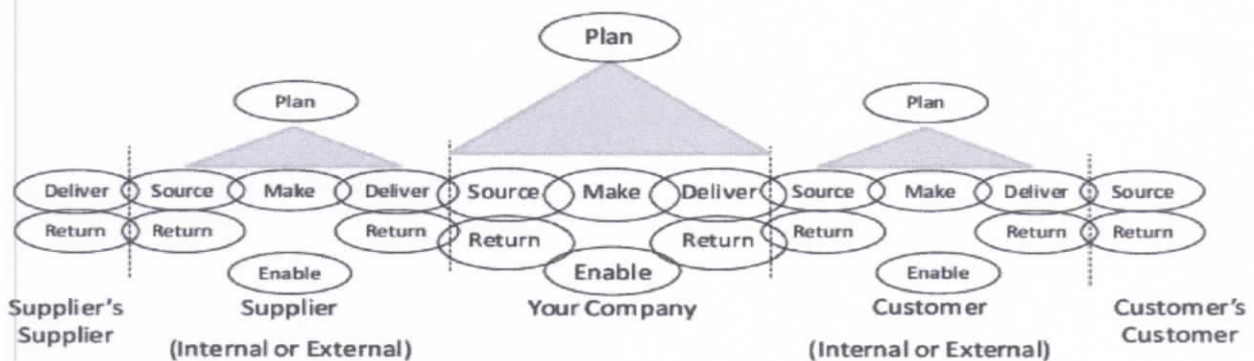 Plan
Plan Plan
Deliver Source Make Deliver Source Make Deliver Source Make Deliver Source
Return Return Return Return Return Return Return Return
Enable Enable Enable
Supplier's Supplier Your Company Customer Customer's
Supplier Customer
(Internal or External) (Internal or External)